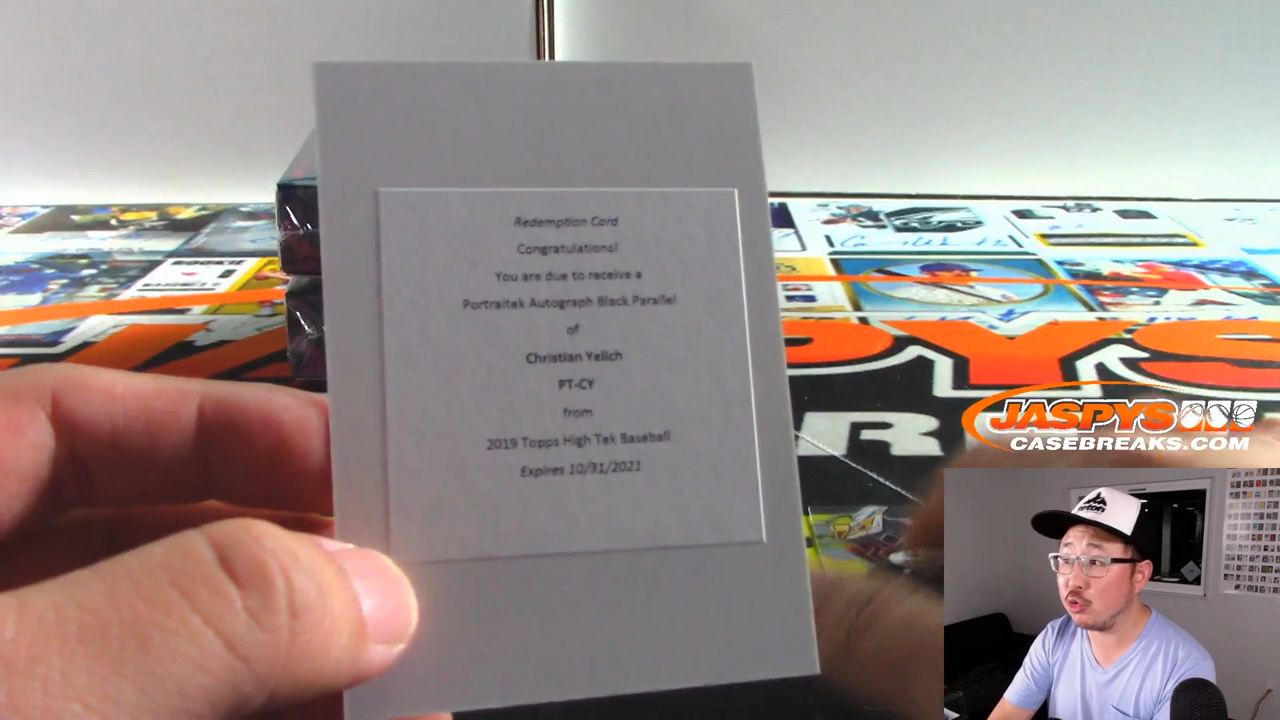 Redemption Card
Congratulations!
You are due to receive a
Portraitek Autograph Black Parallel
of
Christian Yelich
PT-CY
from
2019 Topps High Tek Baseball
Expires 10/31/2021
JASPYS
CASEBREAKS.COM
burton